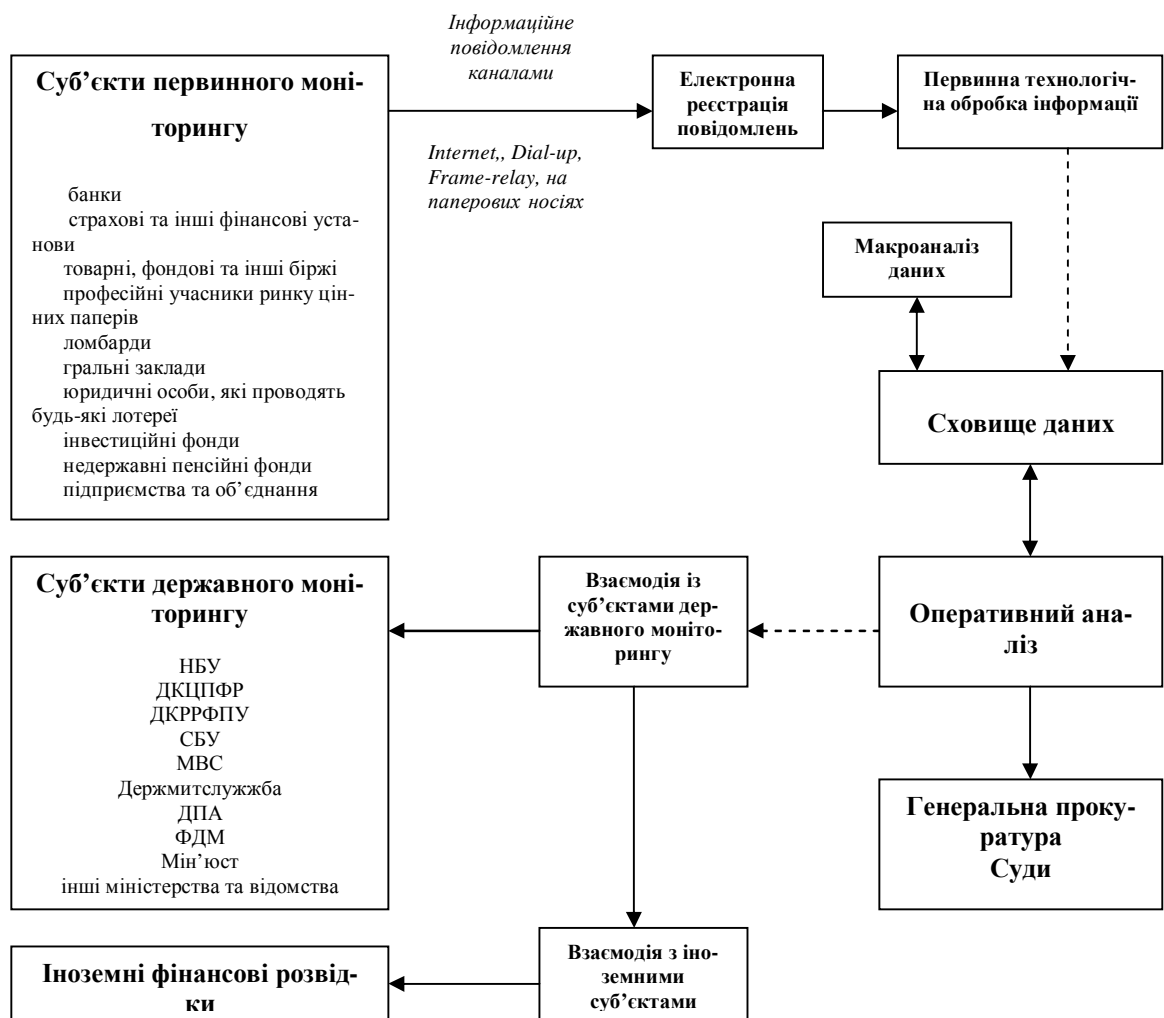 Інформаційне
повідомлення
каналами
Суб’єкти первинного моні-
торингу
банки
страхові та інші фінансові уста-
нови
товарні, фондові та інші біржі
професійні учасники ринку цін-
них паперів
ломбарди
гральні заклади
юридичні особи, які проводять
будь-які лотереї
інвестиційні фонди
недержавні пенсійні фонди
підприємства та об’єднання
Internet,, Dial-up,
Frame-relay, на
паперових носіях
Електронна
реєстрація
повідомлень
Первинна технологіч-
на обробка інформації
Макроаналіз
даних
Сховище даних
Суб’єкти державного моні-
торингу
НБУ
ДКЦПФР
ДКРРФПУ
СБУ
МВС
Держмитслужжба
ДПА
ФДМ
Мін’юст
інші міністерства та відомства
Взаємодія із
суб’єктами дер-
жавного моніто-
рингу
Оперативний ана-
ліз
Генеральна проку-
ратура
Суди
Іноземні фінансові розвід-
ки
Взаємодія з іно-
земними
суб’єктами